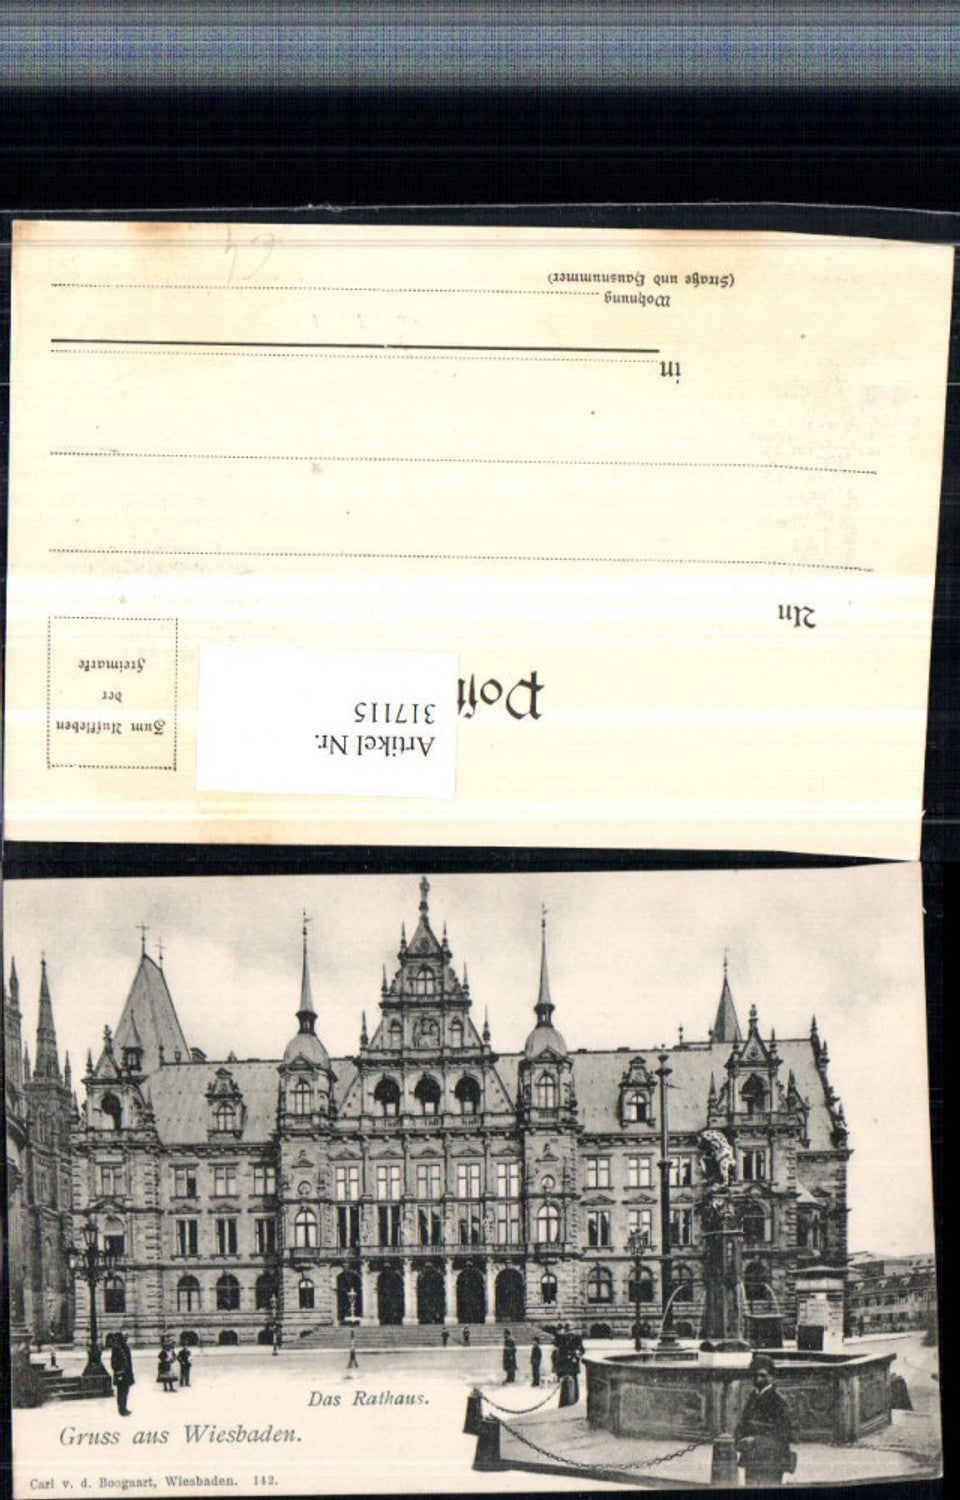 (Straße und Hausnummer)
Wohnung
in
An
Post
Artikel Nr.
317115
Zum Aufkleben
der
Freimarke
Das Rathaus.
Gruss aus Wiesbaden.
Carl v. d. Boogaart, Wiesbaden. 142.